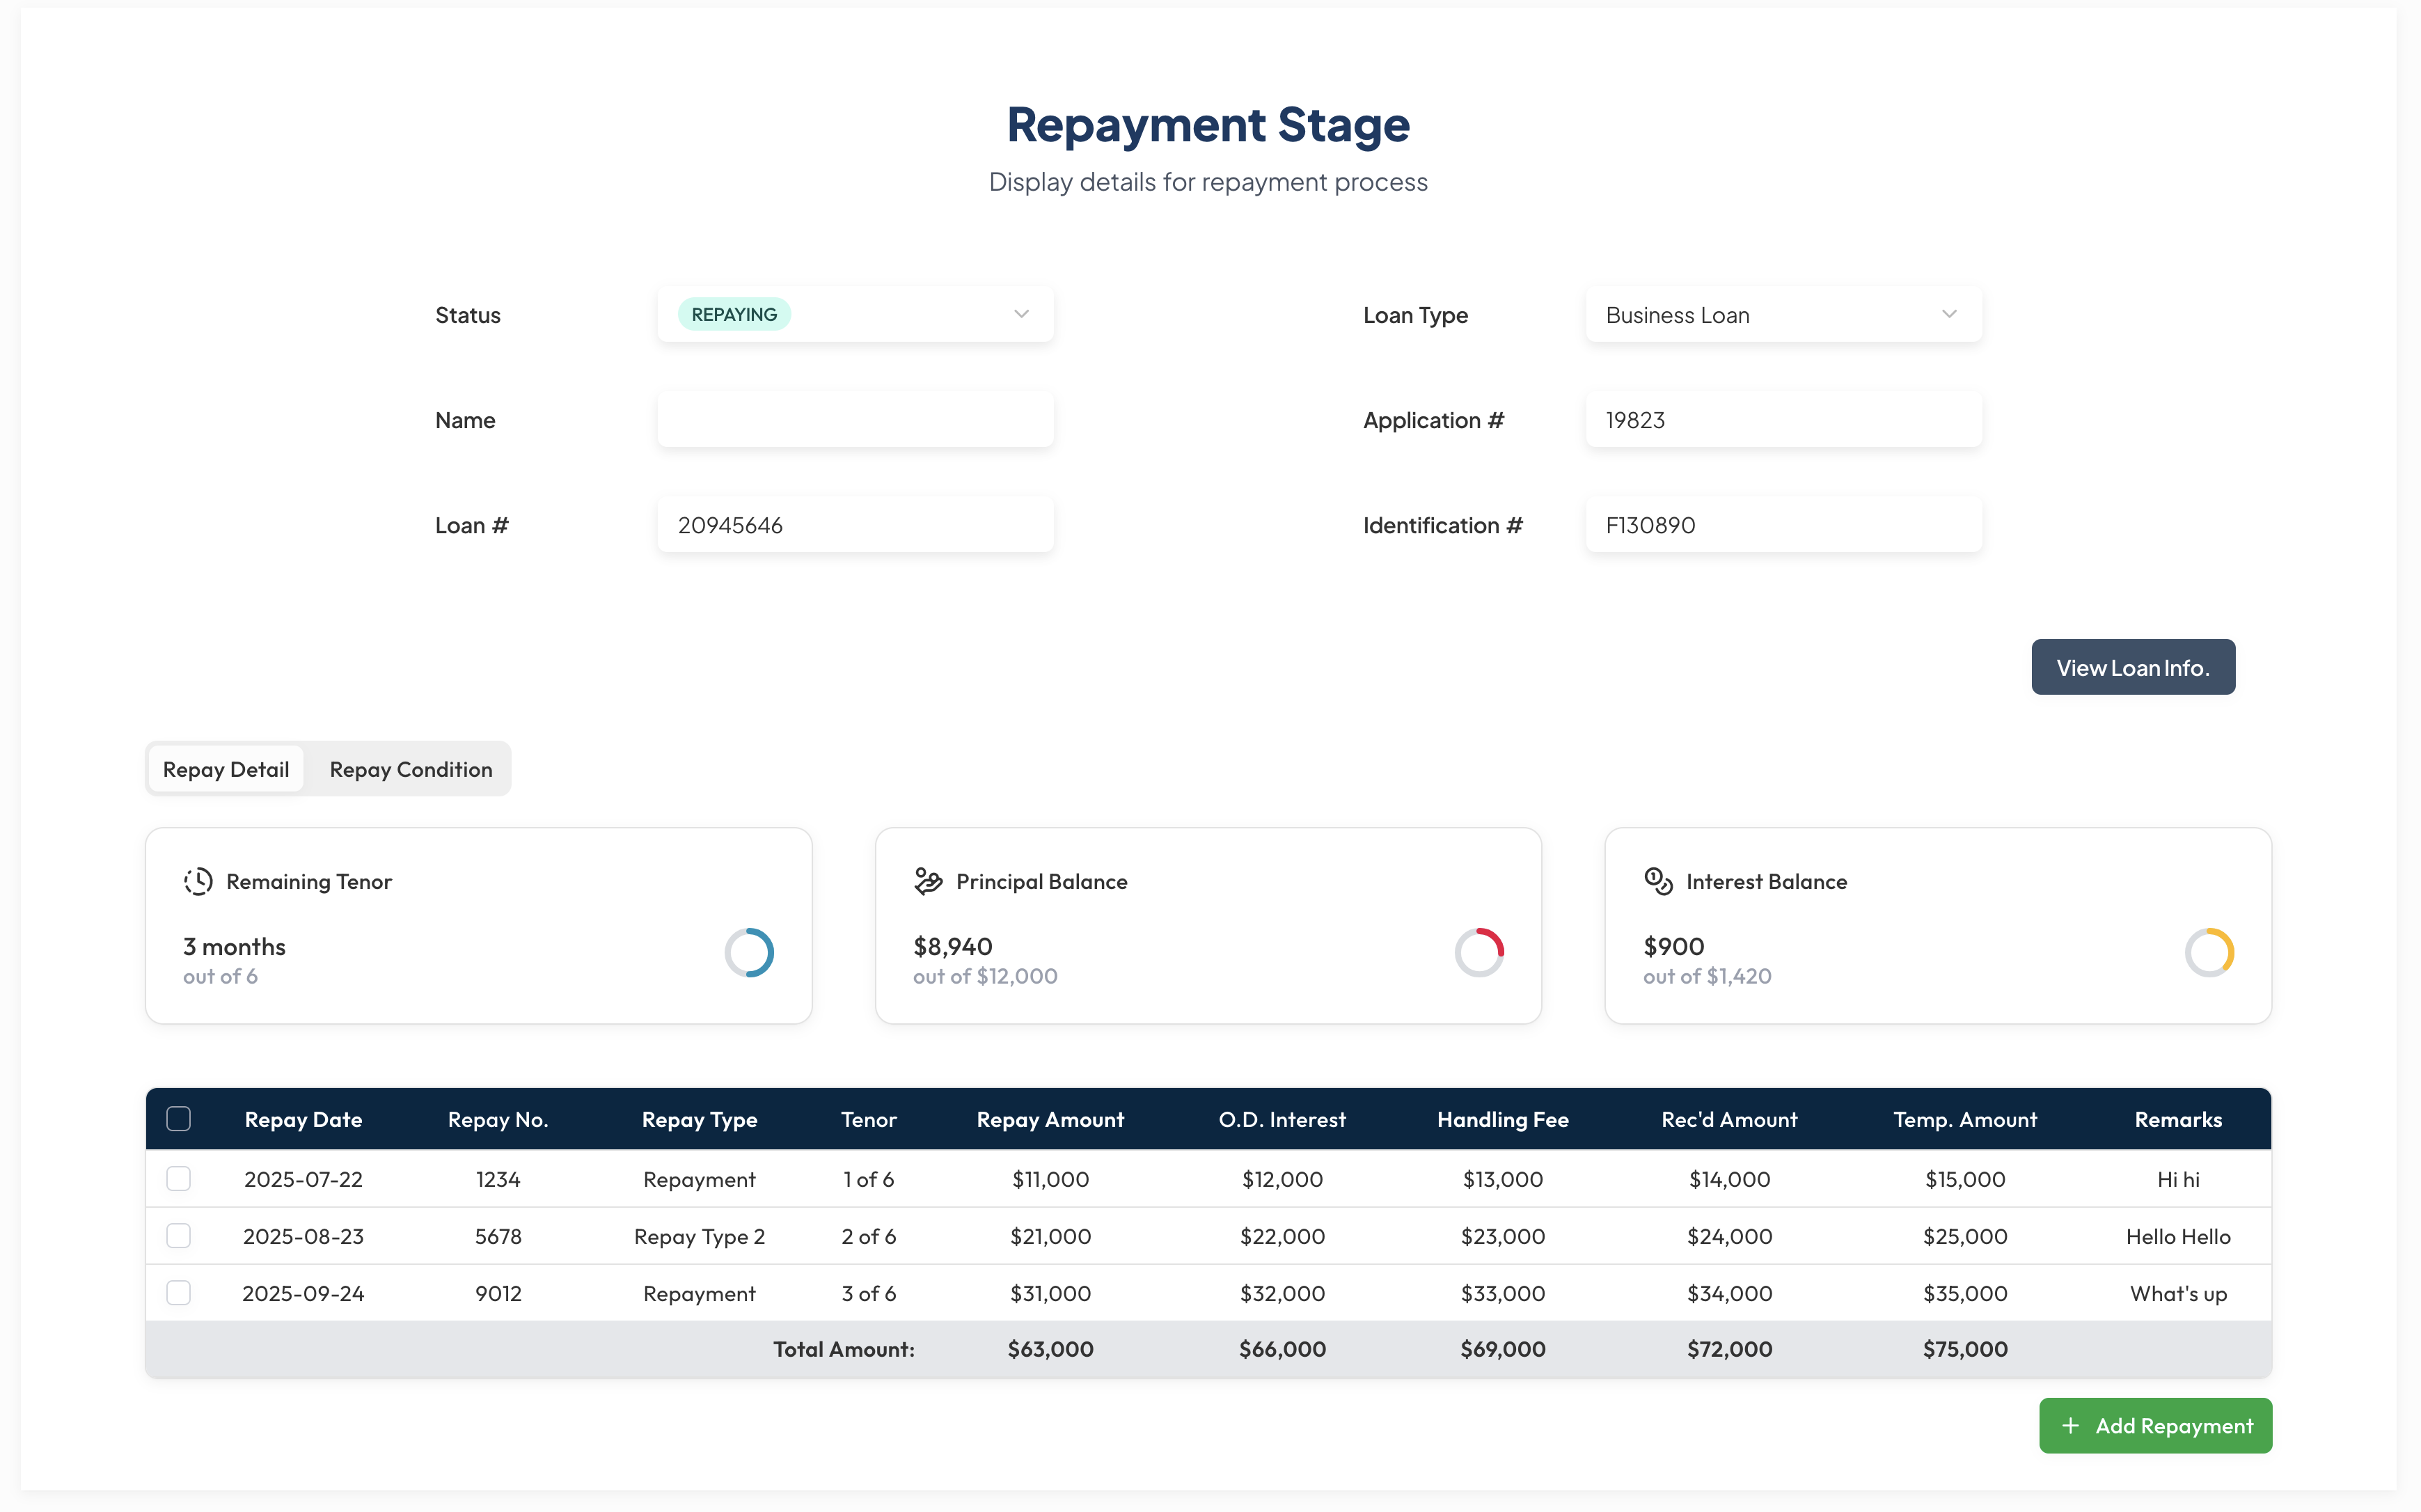 Repayment Stage
Display details for repayment process
Status REPAYING Loan Type Business Loan
Name Application # 19823
Loan # 20945646 Identification # F130890
View Loan Info.
Repay Detail Repay Condition
Remaining Tenor Principal Balance Interest Balance
3 months $8,940 $900
out of 6 out of $12,000 out of $1,420
Repay Date Repay No. Repay Type Tenor Repay Amount O.D. Interest Handling Fee Rec'd Amount Temp. Amount Remarks
2025-07-22 1234 Repayment 1 of 6 $11,000 $12,000 $13,000 $14,000 $15,000 Hi hi
2025-08-23 5678 Repay Type 2 2 of 6 $21,000 $22,000 $23,000 $24,000 $25,000 Hello Hello
2025-09-24 9012 Repayment 3 of 6 $31,000 $32,000 $33,000 $34,000 $35,000 What's up
Total Amount: $63,000 $66,000 $69,000 $72,000 $75,000
+ Add Repayment